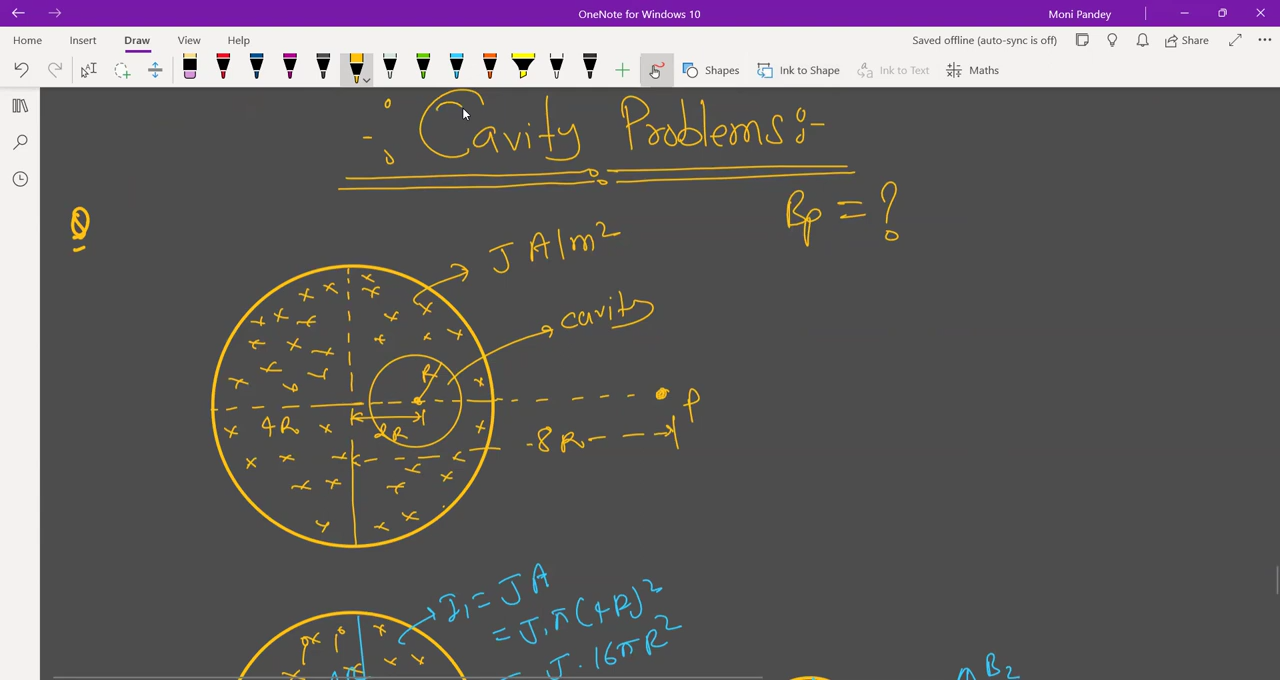 OneNote for Windows 10
Moni Pandey
Home Insert Draw View Help
Saved offline (auto-sync is off)
Share
Shapes
Ink to Shape
Ink to Text
Maths
-: Cavity Problems:-
Bp = ?
Q
J A/m²
cavity
R
P
4R
2R
8R
I₁ = JA
= J.π(4R)²
= J.16πR²
B₂